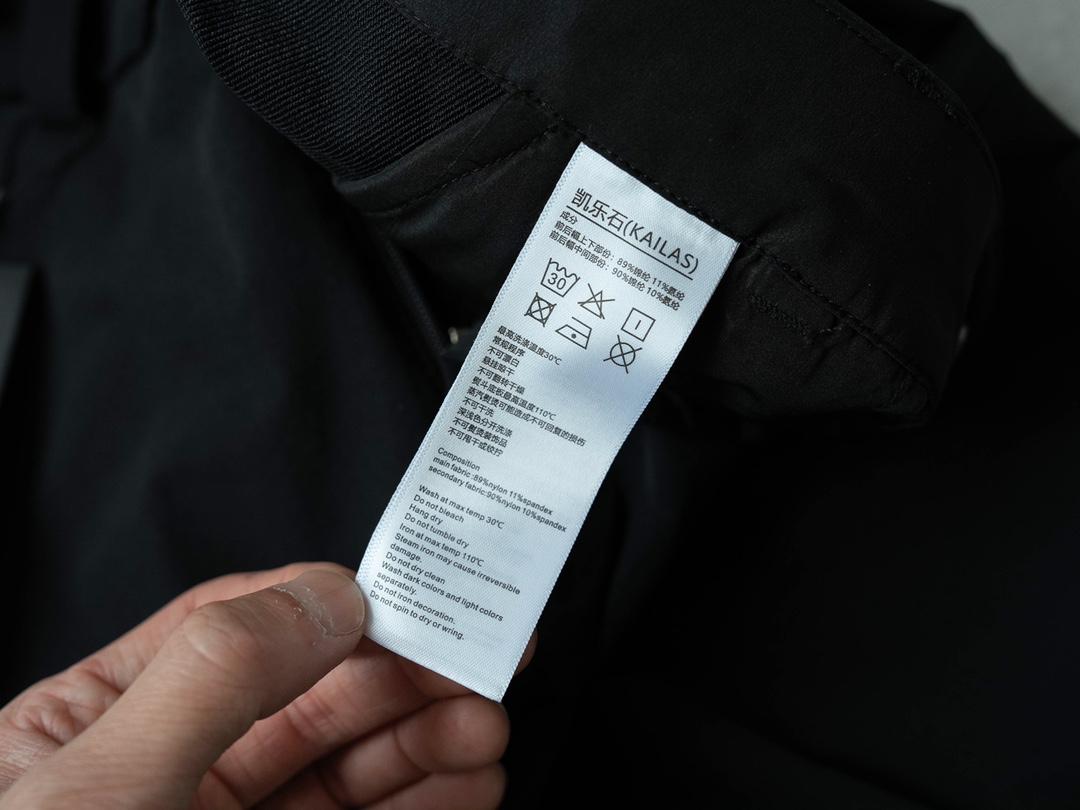 凯乐石(KAILAS)
成分
前后幅上下部份：89%锦纶 11%氨纶
前后幅中间部份：90%锦纶 10%氨纶
30
最高洗涤温度30℃
常规程序
不可漂白
悬挂晾干
不可翻转干燥
熨斗底板最高温度110℃
蒸汽熨烫可能造成不可回复的损伤
不可干洗
深浅色分开洗涤
不可熨烫装饰品
不可甩干或绞拧
Composition
main fabric :89%nylon 11%spandex
secondary fabric:90%nylon 10%spandex
Wash at max temp 30℃
Do not bleach
Hang dry
Do not tumble dry
Iron at max temp 110℃
Steam iron may cause irreversible
damage.
Do not dry clean
Wash dark colors and light colors
separately.
Do not iron decoration.
Do not spin to dry or wring.